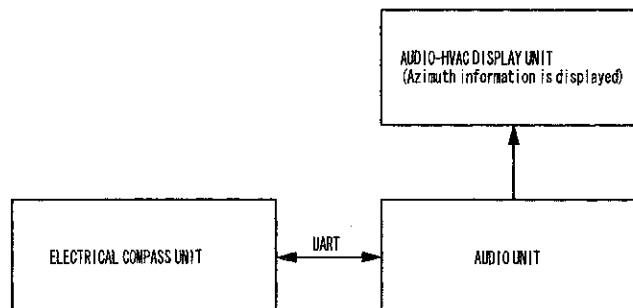 AUDIO-HVAC DISPLAY UNIT
(Azimuth information is displayed)
ELECTRICAL COMPASS UNIT
UART
AUDIO UNIT